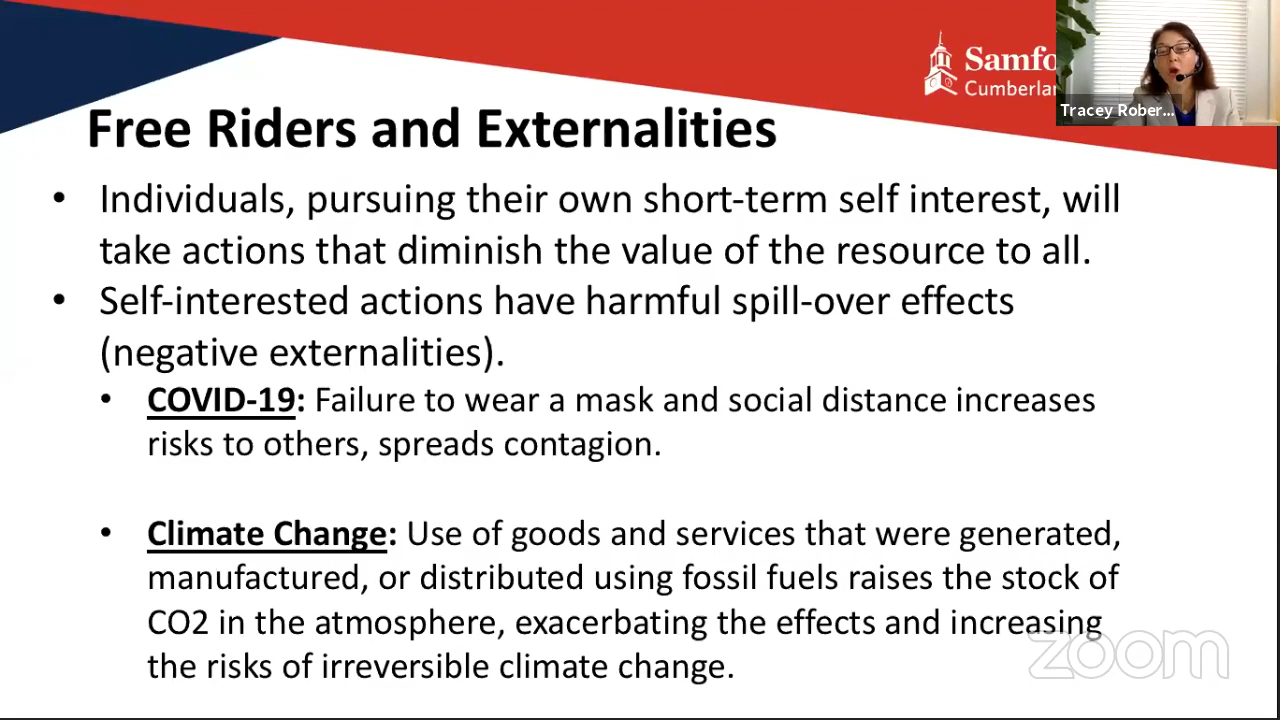 Samfo
Cumberlan
Tracey Rober...
Free Riders and Externalities
• Individuals, pursuing their own short-term self interest, will
take actions that diminish the value of the resource to all.
• Self-interested actions have harmful spill-over effects
(negative externalities).
• COVID-19: Failure to wear a mask and social distance increases
risks to others, spreads contagion.
• Climate Change: Use of goods and services that were generated,
manufactured, or distributed using fossil fuels raises the stock of
CO2 in the atmosphere, exacerbating the effects and increasing
the risks of irreversible climate change.
zoom